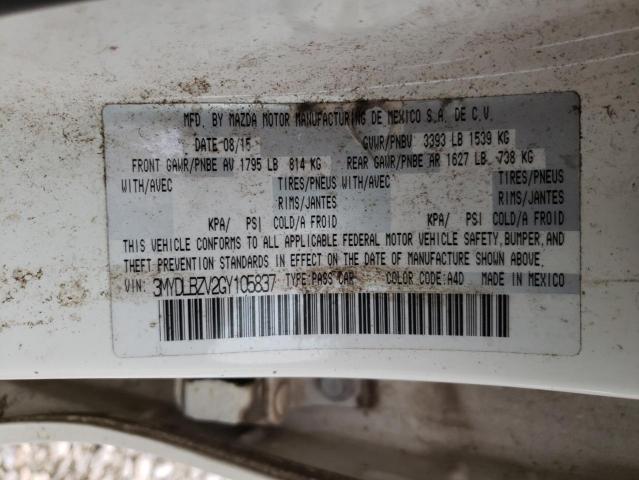 MFD. BY MAZDA MOTOR MANUFACTURING DE MEXICO S.A. DE C.V.
DATE 08/15 GVWR/PNBV 3393 LB 1539 KG
FRONT GAWR/PNBE AV 1795 LB 814 KG REAR GAWR/PNBE AR 1627 LB 738 KG
WITH/AVEC TIRES/PNEUS WITH/AVEC TIRES/PNEUS
RIMS/JANTES RIMS/JANTES
KPA/ PSI COLD/A FROID KPA/ PSI COLD/A FROID
THIS VEHICLE CONFORMS TO ALL APPLICABLE FEDERAL MOTOR VEHICLE SAFETY, BUMPER, AND
THEFT PREVENTION STANDARDS IN EFFECT ON THE DATE OF MANUFACTURE SHOWN ABOVE.
VIN: 3MYDLBZV2GY105837 TYPE:PASS CAR COLOR CODE:A4D MADE IN MEXICO